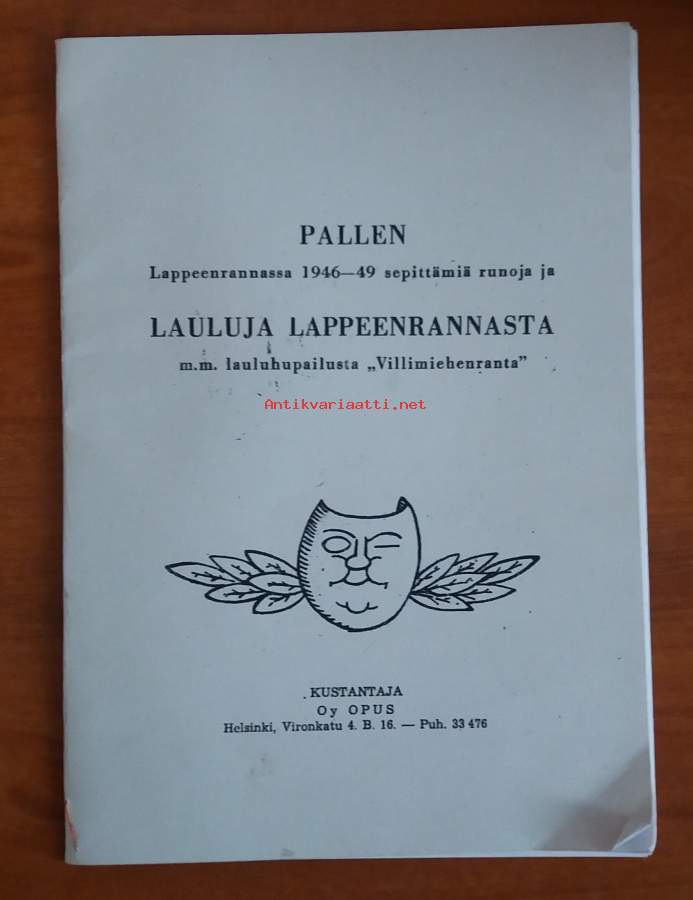 PALLEN
Lappeenrannassa 1946—49 sepittämiä runoja ja
LAULUJA LAPPEENRANNASTA
m.m. lauluhupailusta „Villimiehenranta"
Antikvariaatti.net
KUSTANTAJA
Oy OPUS
Helsinki, Vironkatu 4. B. 16. — Puh. 33 476